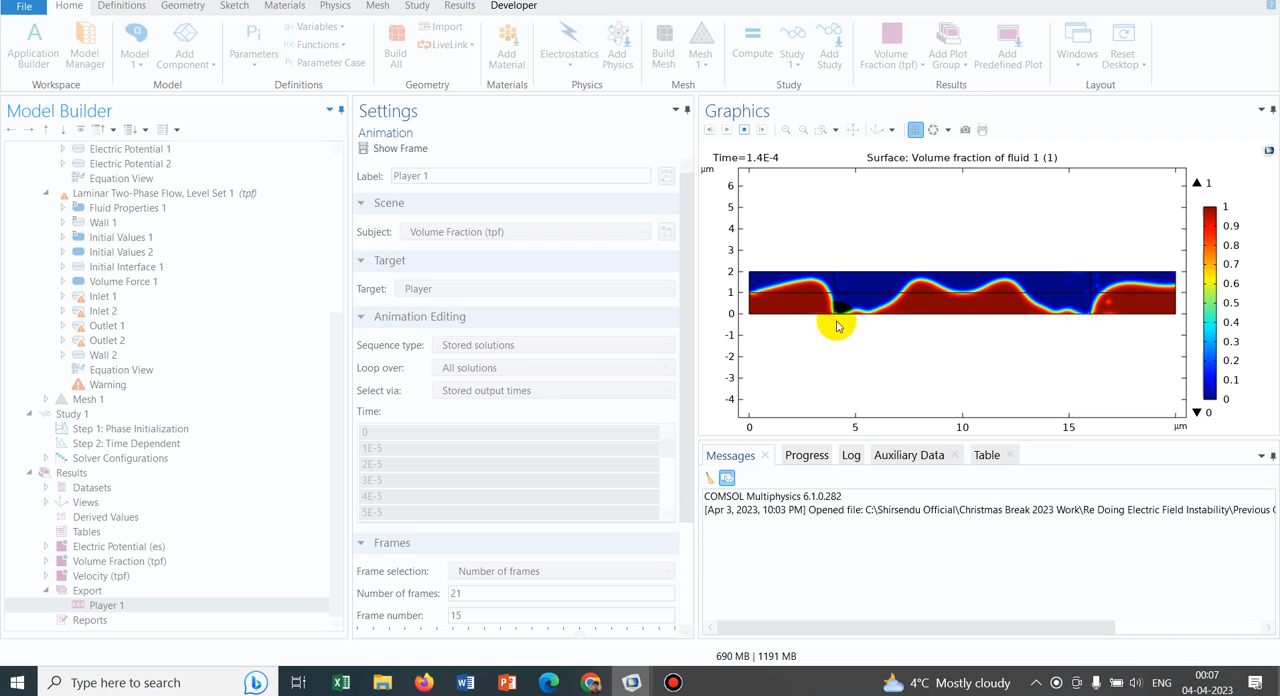 File Home Definitions Geometry Sketch Materials Physics Mesh Study Results Developer
Application Builder
Model Manager
Workspace
Model 1
Add Component
Model
Pi
Parameters
a= Variables
f(x) Functions
Pi Parameter Case
Definitions
Build All
Import
LiveLink
Geometry
Add Material
Materials
Electrostatics
Add Physics
Physics
Build Mesh
Mesh 1
Mesh
Compute
Study 1
Add Study
Study
Volume Fraction (tpf)
Add Plot Group
Add Predefined Plot
Results
Windows
Reset Desktop
Layout
Model Builder
Electric Potential 1
Electric Potential 2
Equation View
Laminar Two-Phase Flow, Level Set 1 (tpf)
Fluid Properties 1
Wall 1
Initial Values 1
Initial Values 2
Initial Interface 1
Volume Force 1
Inlet 1
Inlet 2
Outlet 1
Outlet 2
Wall 2
Equation View
Warning
Mesh 1
Study 1
Step 1: Phase Initialization
Step 2: Time Dependent
Solver Configurations
Results
Datasets
Views
Derived Values
Tables
Electric Potential (es)
Volume Fraction (tpf)
Velocity (tpf)
Export
Player 1
Reports
Settings
Animation
Show Frame
Label: Player 1
Scene
Subject: Volume Fraction (tpf)
Target
Target: Player
Animation Editing
Sequence type: Stored solutions
Loop over: All solutions
Select via: Stored output times
Time:
0
1E-5
2E-5
3E-5
4E-5
5E-5
Frames
Frame selection: Number of frames
Number of frames: 21
Frame number: 15
Graphics
Time=1.4E-4 Surface: Volume fraction of fluid 1 (1)
µm
6
5
4
3
2
1
0
-1
-2
-3
-4
0 5 10 15 µm
▲ 1
1
0.9
0.8
0.7
0.6
0.5
0.4
0.3
0.2
0.1
0
▼ 0
Messages Progress Log Auxiliary Data Table
COMSOL Multiphysics 6.1.0.282
[Apr 3, 2023, 10:03 PM] Opened file: C:\Shirsendu Official\Christmas Break 2023 Work\Re Doing Electric Field Instability\Previous
690 MB | 1191 MB
Type here to search
4°C Mostly cloudy
ENG
00:07
04-04-2023